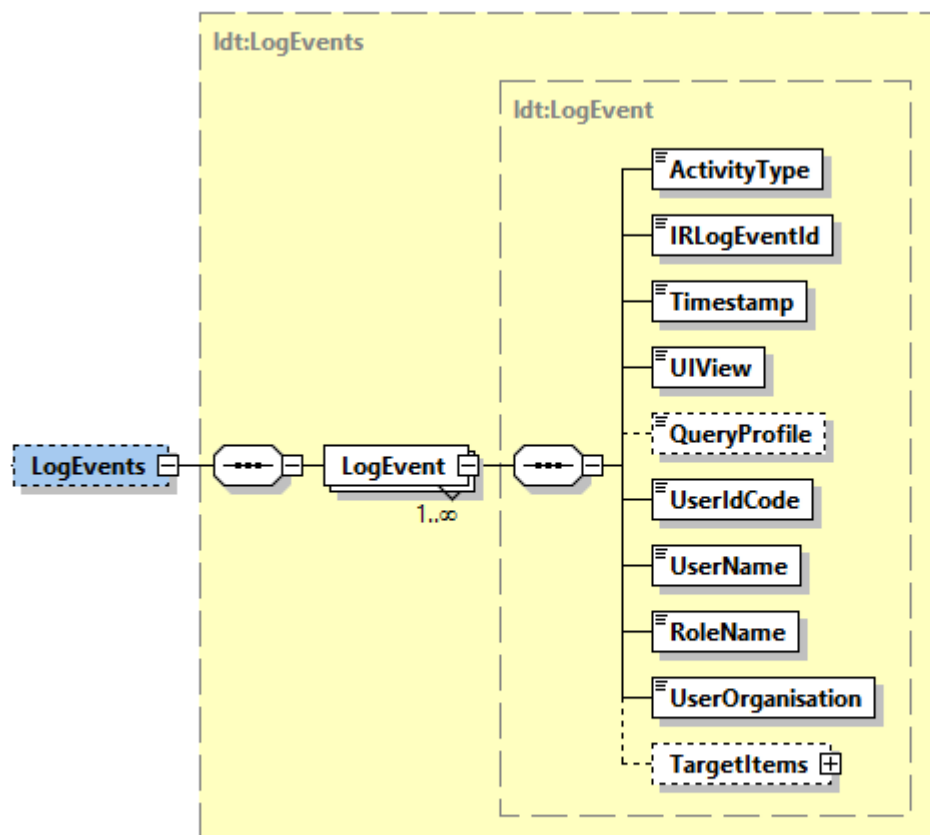 ldt:LogEvents
ldt:LogEvent
ActivityType
IRLogEventId
Timestamp
UIView
QueryProfile
LogEvents
LogEvent
1..∞
UserIdCode
UserName
RoleName
UserOrganisation
TargetItems